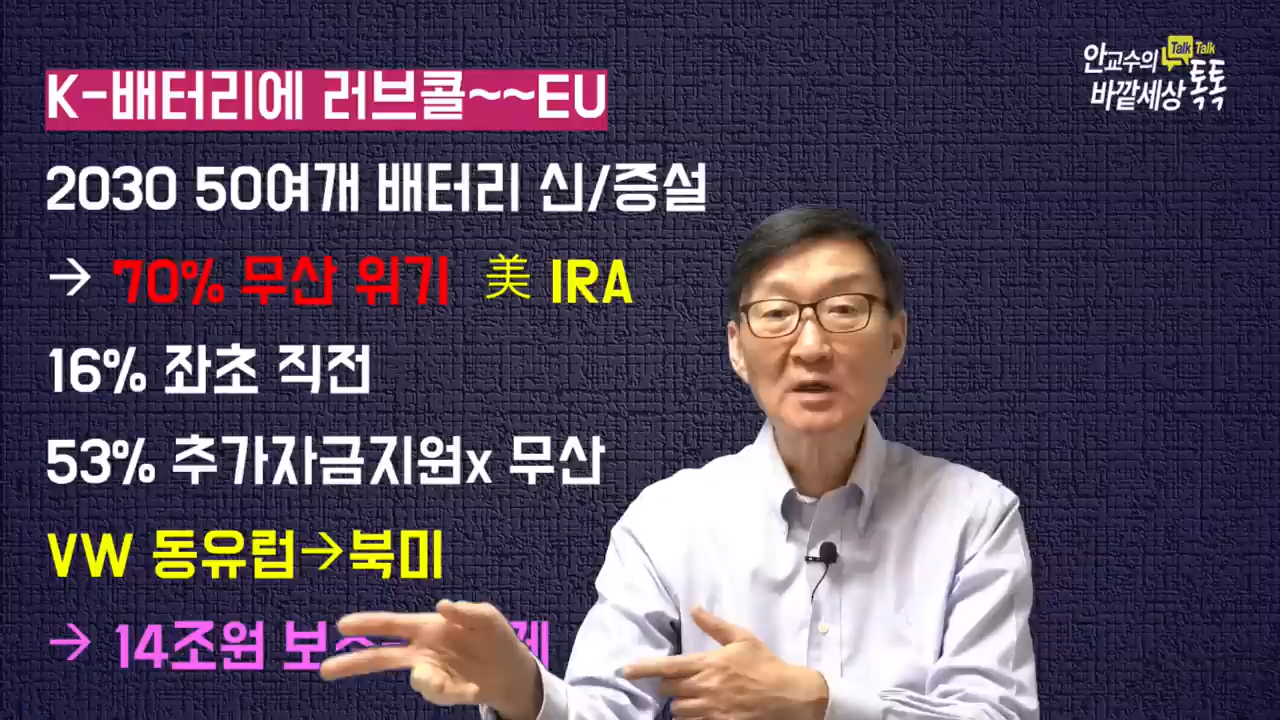 K-배터리에 러브콜~~EU
안교수의 Talk Talk
바깥세상 톡톡
2030 50여개 배터리 신/증설
→ 70% 무산 위기 美 IRA
16% 좌초 직전
53% 추가자금지원x 무산
VW 동유럽→북미
→ 14조원